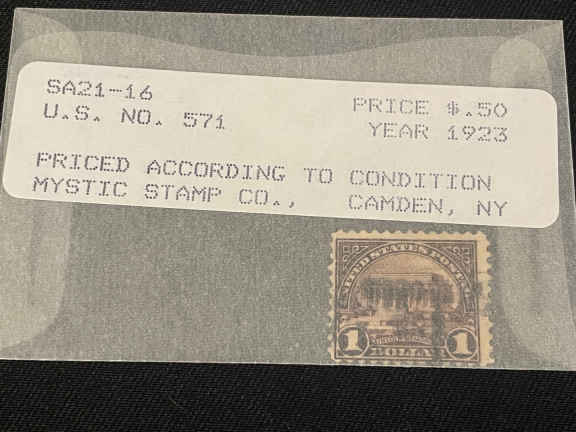 SA21-16
U.S. NO. 571
PRICE $.50
YEAR 1923
PRICED ACCORDING TO CONDITION
MYSTIC STAMP CO., CAMDEN, NY
UNITED STATES POSTAGE
1 DOLLAR 1